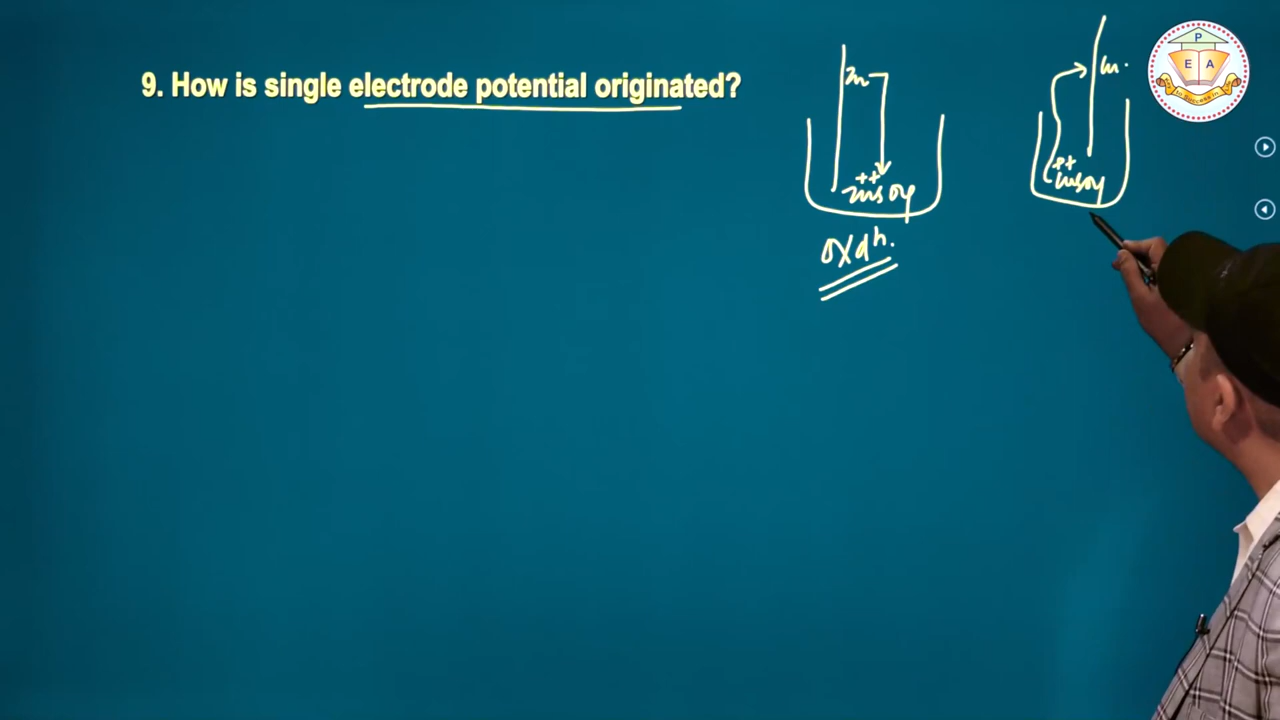 9. How is single electrode potential originated?
Zn
++
ZnSO4
oxdn.
Cu.
++
CuSO4
P
E A